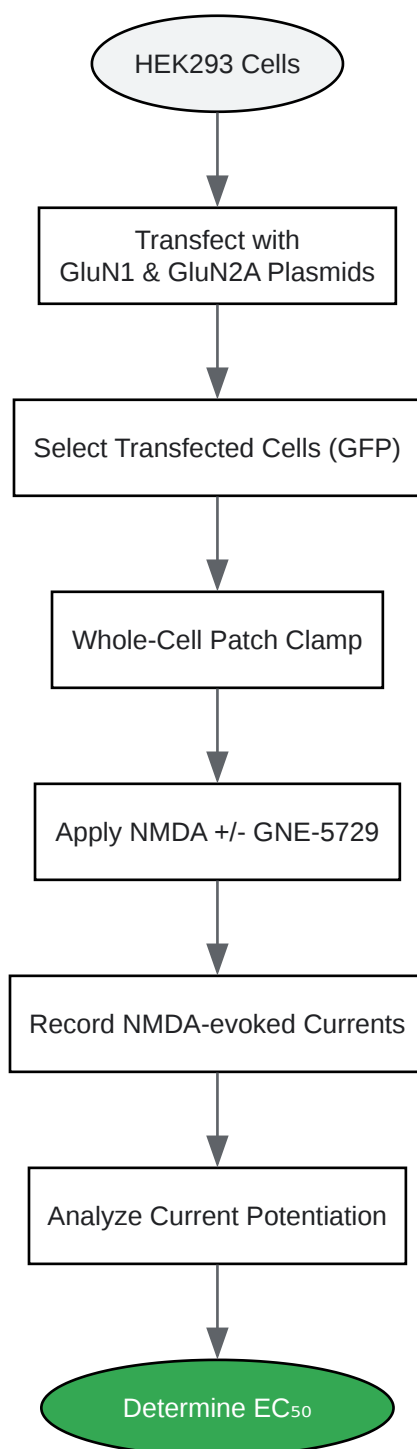 HEK293 Cells
Transfect with
GluN1 & GluN2A Plasmids
Select Transfected Cells (GFP)
Whole-Cell Patch Clamp
Apply NMDA +/- GNE-5729
Record NMDA-evoked Currents
Analyze Current Potentiation
Determine EC₅₀